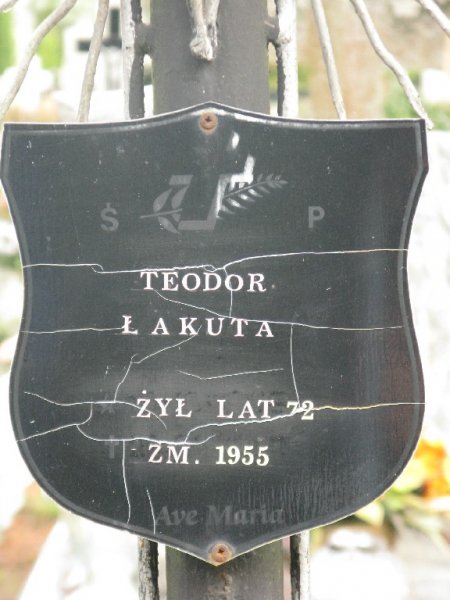 Ś P
TEODOR
ŁAKUTA
* ŻYŁ LAT 72
† ZM. 1955
Ave Maria